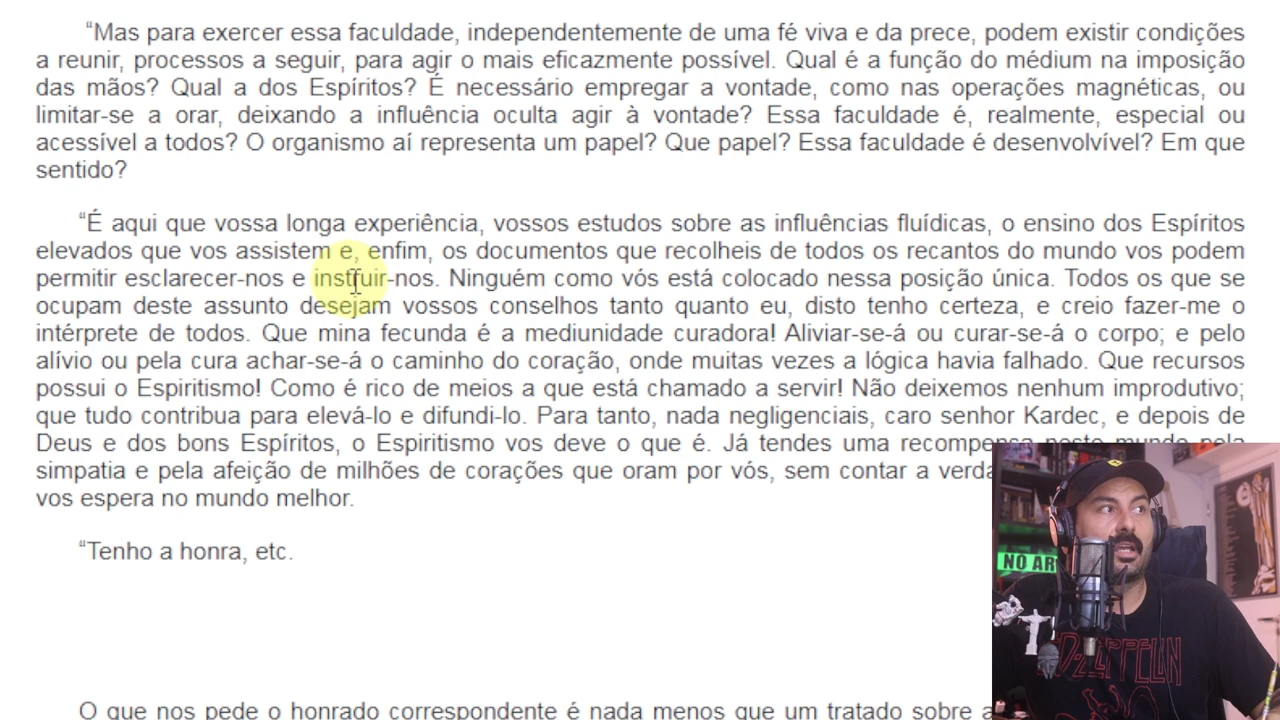 “Mas para exercer essa faculdade, independentemente de uma fé viva e da prece, podem existir condições
a reunir, processos a seguir, para agir o mais eficazmente possível. Qual é a função do médium na imposição
das mãos? Qual a dos Espíritos? É necessário empregar a vontade, como nas operações magnéticas, ou
limitar-se a orar, deixando a influência oculta agir à vontade? Essa faculdade é, realmente, especial ou
acessível a todos? O organismo aí representa um papel? Que papel? Essa faculdade é desenvolvível? Em que
sentido?
“É aqui que vossa longa experiência, vossos estudos sobre as influências fluídicas, o ensino dos Espíritos
elevados que vos assistem e, enfim, os documentos que recolheis de todos os recantos do mundo vos podem
permitir esclarecer-nos e instruir-nos. Ninguém como vós está colocado nessa posição única. Todos os que se
ocupam deste assunto desejam vossos conselhos tanto quanto eu, disto tenho certeza, e creio fazer-me o
intérprete de todos. Que mina fecunda é a mediunidade curadora! Aliviar-se-á ou curar-se-á o corpo; e pelo
alívio ou pela cura achar-se-á o caminho do coração, onde muitas vezes a lógica havia falhado. Que recursos
possui o Espiritismo! Como é rico de meios a que está chamado a servir! Não deixemos nenhum improdutivo;
que tudo contribua para elevá-lo e difundi-lo. Para tanto, nada negligenciais, caro senhor Kardec, e depois de
Deus e dos bons Espíritos, o Espiritismo vos deve o que é. Já tendes uma recompensa neste mundo pela
simpatia e pela afeição de milhões de corações que oram por vós, sem contar a
vos espera no mundo melhor.
“Tenho a honra, etc.
NO AR
LED-ZEPPELIN
O que nos pede o honrado correspondente é nada menos que um tratado sobre